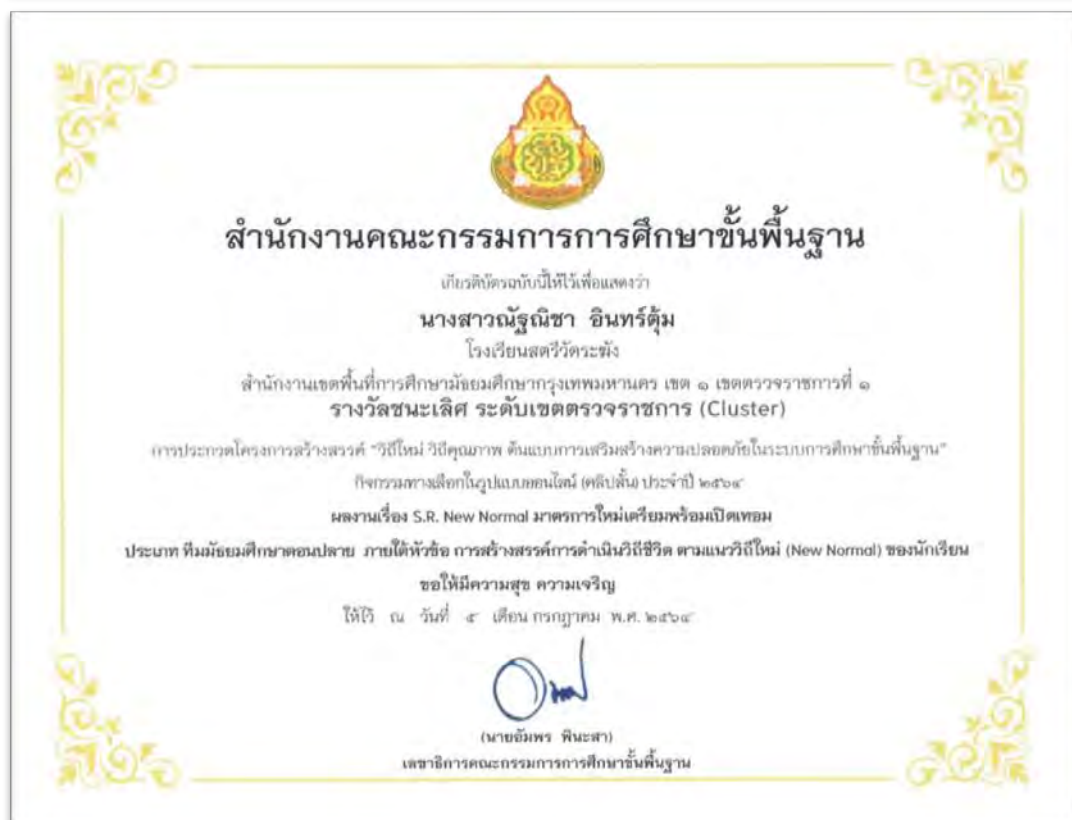 สำนักงานคณะกรรมการการศึกษาขั้นพื้นฐาน
เกียรติบัตรฉบับนี้ให้ไว้เพื่อแสดงว่า
นางสาวณัฐณิชา อินทร์ตุ้ม
โรงเรียนสตรีวัดระฆัง
สำนักงานเขตพื้นที่การศึกษามัธยมศึกษากรุงเทพมหานคร เขต ๑ เขตตรวจราชการที่ ๑
รางวัลชนะเลิศ ระดับเขตตรวจราชการ (Cluster)
การประกวดโครงการสร้างสรรค์ "วิถีใหม่ วิถีคุณภาพ ต้นแบบการเสริมสร้างความปลอดภัยในระบบการศึกษาขั้นพื้นฐาน"
กิจกรรมทางเลือกในรูปแบบออนไลน์ (คลิปสั้น) ประจำปี ๒๕๖๔
ผลงานเรื่อง S.R. New Normal มาตรการใหม่เตรียมพร้อมเปิดเทอม
ประเภท ทีมมัธยมศึกษาตอนปลาย ภายใต้หัวข้อ การสร้างสรรค์การดำเนินวิถีชีวิต ตามแนววิถีใหม่ (New Normal) ของนักเรียน
ขอให้มีความสุข ความเจริญ
ให้ไว้ ณ วันที่ ๕ เดือน กรกฎาคม พ.ศ. ๒๕๖๔
(นายอัมพร พินะสา)
เลขาธิการคณะกรรมการการศึกษาขั้นพื้นฐาน